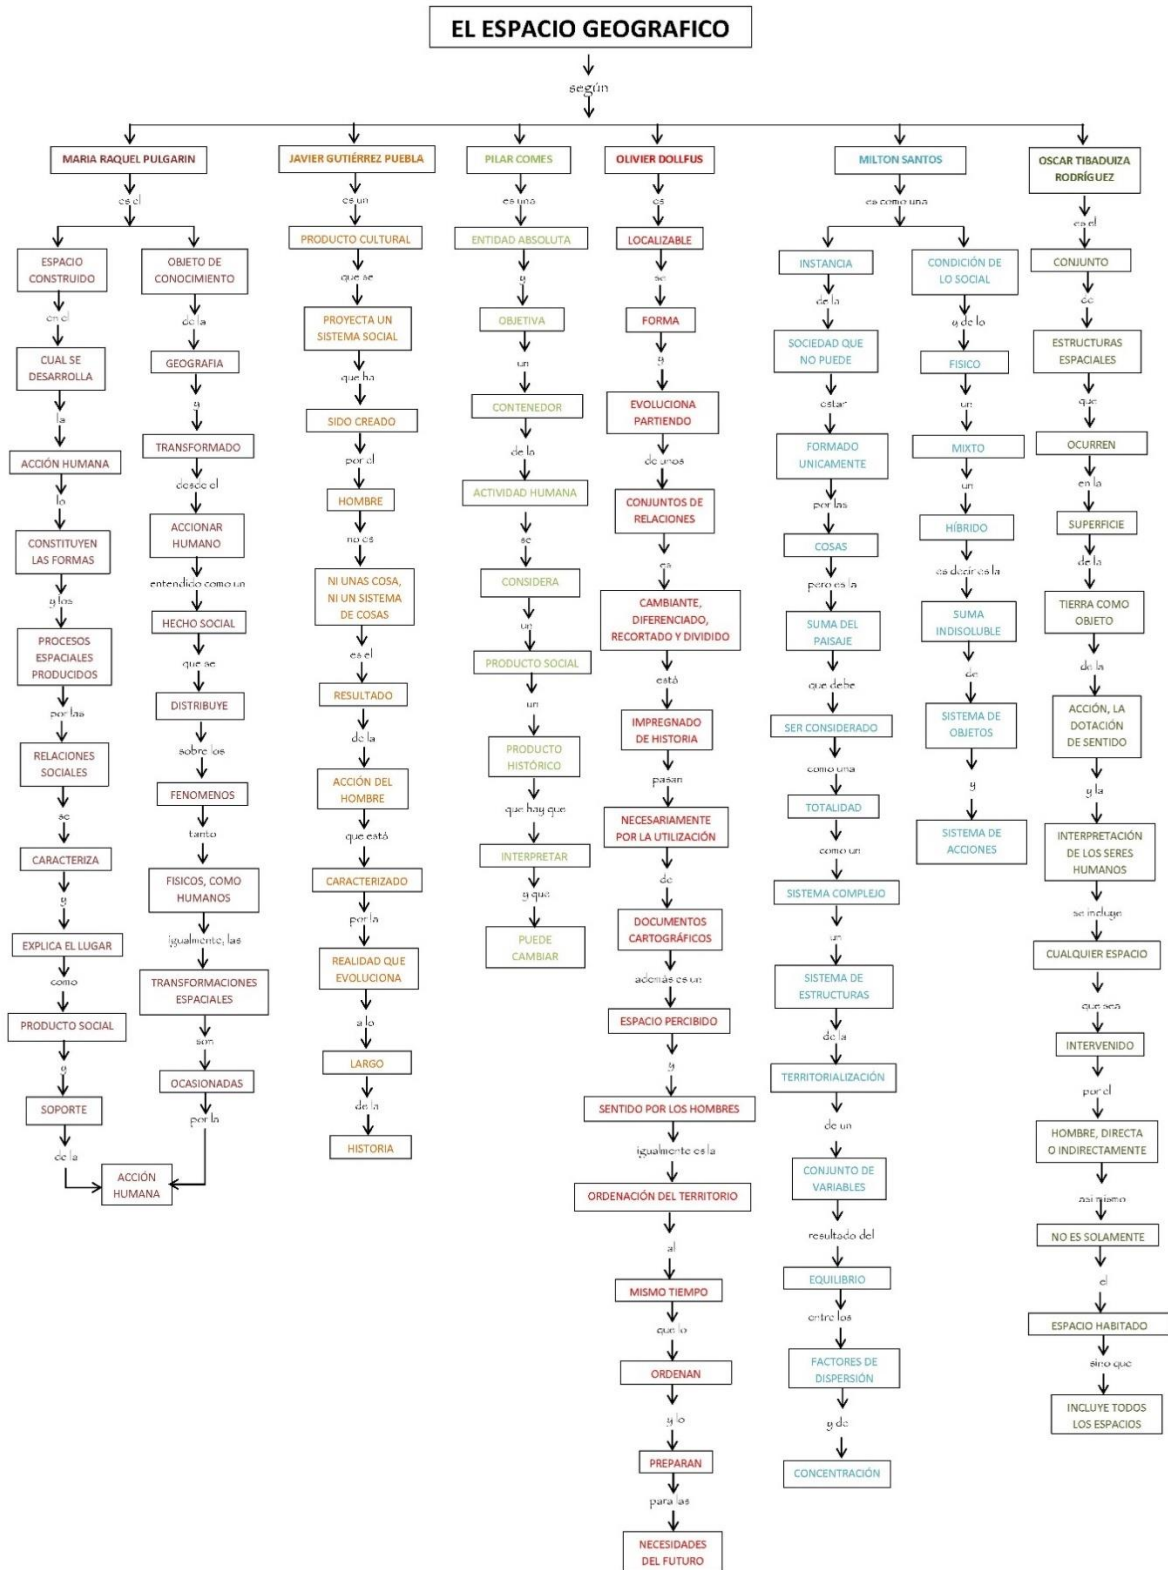 EL ESPACIO GEOGRAFICO
según
MARIA RAQUEL PULGARIN
es el
ESPACIO
CONSTRUIDO
en el
CUAL SE
DESARROLLA
la
ACCIÓN HUMANA
lo
CONSTITUYEN
LAS FORMAS
y los
PROCESOS
ESPACIALES
PRODUCIDOS
por las
RELACIONES
SOCIALES
se
CARACTERIZA
y
EXPLICA EL LUGAR
como
PRODUCTO SOCIAL
y
SOPORTE
de la
ACCIÓN
HUMANA
OBJETO DE
CONOCIMIENTO
de la
GEOGRAFIA
y
TRANSFORMADO
desde el
ACCIONAR
HUMANO
entendido como un
HECHO SOCIAL
que se
DISTRIBUYE
sobre los
FENOMENOS
tanto
FISICOS, COMO
HUMANOS
igualmente, las
TRANSFORMACIONES
ESPACIALES
son
OCASIONADAS
por la
JAVIER GUTIÉRREZ PUEBLA
es un
PRODUCTO CULTURAL
que se
PROYECTA UN
SISTEMA SOCIAL
que ha
SIDO CREADO
por el
HOMBRE
no es
NI UNAS COSA,
NI UN SISTEMA
DE COSAS
es el
RESULTADO
de la
ACCIÓN DEL
HOMBRE
que está
CARACTERIZADO
por la
REALIDAD QUE
EVOLUCIONA
a lo
LARGO
de la
HISTORIA
PILAR COMES
es una
ENTIDAD ABSOLUTA
y
OBJETIVA
un
CONTENEDOR
de la
ACTIVIDAD HUMANA
se
CONSIDERA
un
PRODUCTO SOCIAL
un
PRODUCTO
HISTÓRICO
que hay que
INTERPRETAR
y que
PUEDE
CAMBIAR
OLIVIER DOLLFUS
es
LOCALIZABLE
se
FORMA
y
EVOLUCIONA
PARTIENDO
de unos
CONJUNTOS DE
RELACIONES
es
CAMBIANTE,
DIFERENCIADO,
RECORTADO Y DIVIDIDO
está
IMPREGNADO
DE HISTORIA
pasan
NECESARIAMENTE
POR LA UTILIZACIÓN
de
DOCUMENTOS
CARTOGRÁFICOS
además es un
ESPACIO PERCIBIDO
y
SENTIDO POR LOS HOMBRES
igualmente es la
ORDENACIÓN DEL TERRITORIO
al
MISMO TIEMPO
que lo
ORDENAN
y lo
PREPARAN
para las
NECESIDADES
DEL FUTURO
MILTON SANTOS
es como una
INSTANCIA
de la
SOCIEDAD QUE
NO PUEDE
estar
FORMADO
UNICAMENTE
por las
COSAS
pero es la
SUMA DEL
PAISAJE
que debe
SER CONSIDERADO
como una
TOTALIDAD
como un
SISTEMA COMPLEJO
un
SISTEMA DE
ESTRUCTURAS
de la
TERRITORIALIZACIÓN
de un
CONJUNTO DE
VARIABLES
resultado del
EQUILIBRIO
entre los
FACTORES DE
DISPERSIÓN
y de
CONCENTRACIÓN
CONDICIÓN DE
LO SOCIAL
y de lo
FISICO
un
MIXTO
un
HÍBRIDO
es decir es la
SUMA
INDISOLUBLE
de
SISTEMA DE
OBJETOS
y
SISTEMA DE
ACCIONES
OSCAR TIBADUIZA
RODRÍGUEZ
es el
CONJUNTO
de
ESTRUCTURAS
ESPACIALES
que
OCURREN
en la
SUPERFICIE
de la
TIERRA COMO
OBJETO
de la
ACCIÓN, LA
DOTACIÓN
DE SENTIDO
y la
INTERPRETACIÓN
DE LOS SERES
HUMANOS
se incluye
CUALQUIER ESPACIO
que sea
INTERVENIDO
por el
HOMBRE, DIRECTA
O INDIRECTAMENTE
asi mismo
NO ES SOLAMENTE
el
ESPACIO HABITADO
sino que
INCLUYE TODOS
LOS ESPACIOS